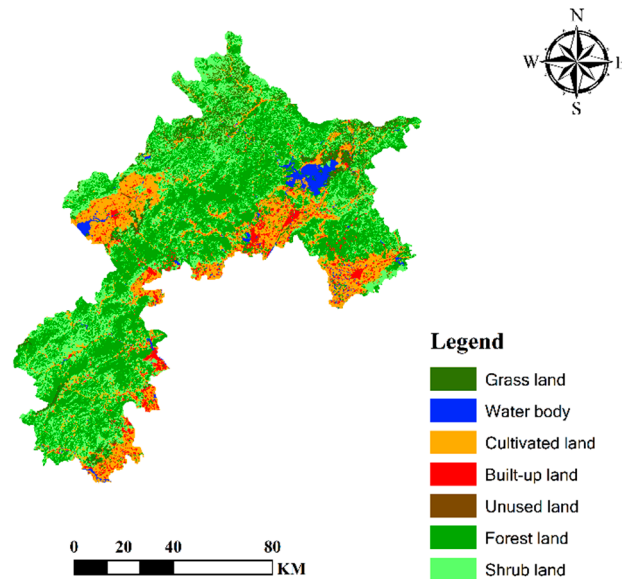 N
W
E
S
Legend
Grass land
Water body
Cultivated land
Built-up land
Unused land
Forest land
Shrub land
0 20 40 80
KM